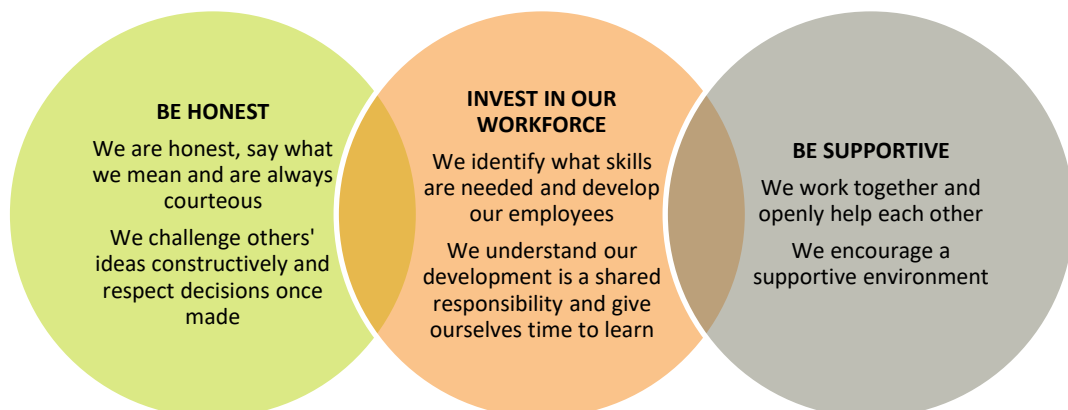 BE HONEST
We are honest, say what
we mean and are always
courteous
We challenge others'
ideas constructively and
respect decisions once
made
INVEST IN OUR
WORKFORCE
We identify what skills
are needed and develop
our employees
We understand our
development is a shared
responsibility and give
ourselves time to learn
BE SUPPORTIVE
We work together and
openly help each other
We encourage a
supportive environment